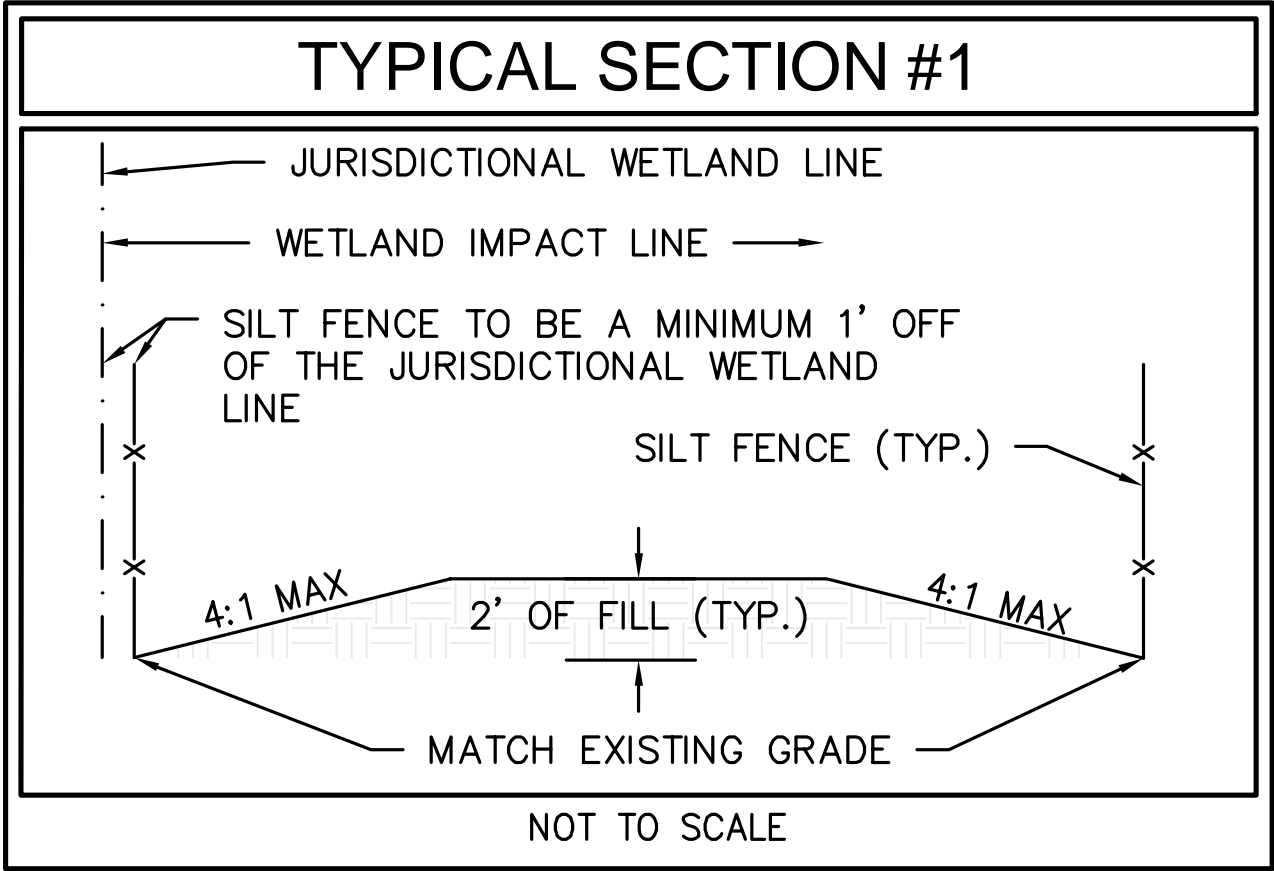 TYPICAL SECTION #1
JURISDICTIONAL WETLAND LINE
WETLAND IMPACT LINE
SILT FENCE TO BE A MINIMUM 1' OFF
OF THE JURISDICTIONAL WETLAND
LINE
SILT FENCE (TYP.)
4:1 MAX
2' OF FILL (TYP.)
4:1 MAX
MATCH EXISTING GRADE
NOT TO SCALE